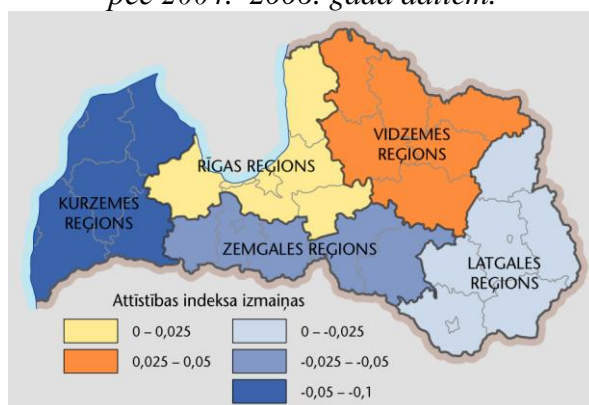 pēc 2004.-2008. gada datiem.
VIDZEMES
REĢIONS
RĪGAS REĢIONS
KURZEMES
REĢIONS
ZEMGALES REĢIONS
LATGALES
REĢIONS
Attīstības indeksa izmaiņas
0 – 0,025
0 – -0,025
0,025 – 0,05
-0,025 – -0,05
-0,05 – -0,1